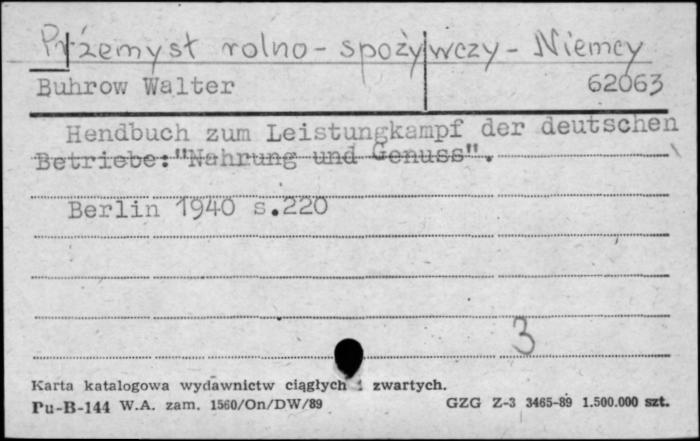 Przemysł rolno-spożywczy - Niemcy
Buhrow Walter 62063
Hendbuch zum Leistungkampf der deutschen
Betriebe:"Nahrung und Genuss".
Berlin 1940 s.220
3
Karta katalogowa wydawnictw ciągłych i zwartych.
Pu-B-144 W.A. zam. 1560/On/DW/89 GZG Z-3 3465-89 1.500.000 szt.